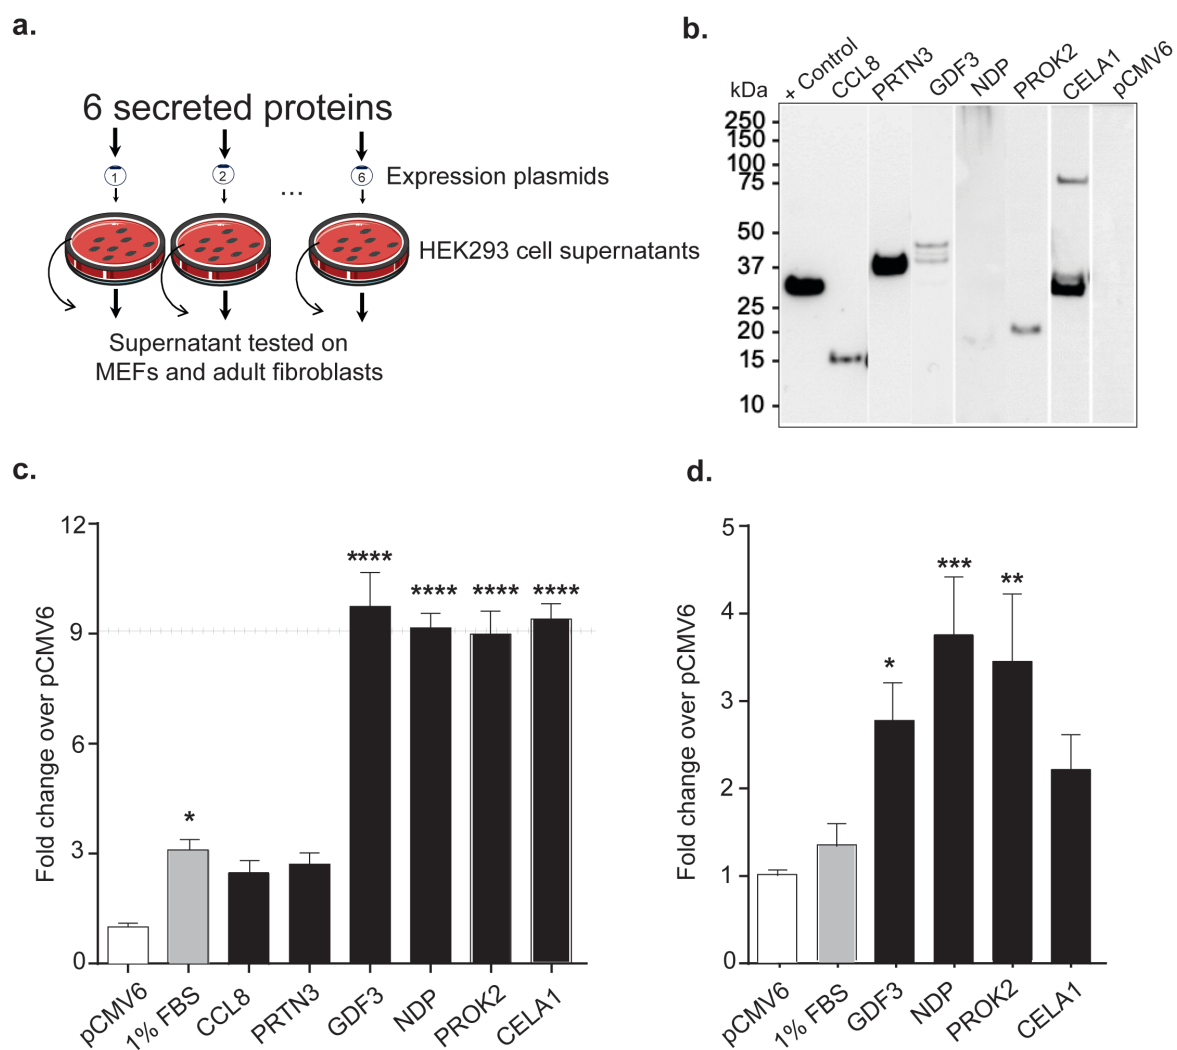 a.
6 secreted proteins
1
2
...
6
Expression plasmids
HEK293 cell supernatants
Supernatant tested on
MEFs and adult fibroblasts
b.
kDa
+ Control
CCL8
PRTN3
GDF3
NDP
PROK2
CELA1
pCMV6
250
150
100
75
50
37
25
20
15
10
c.
Fold change over pCMV6
12
9
6
3
0
*
****
****
****
****
pCMV6
1% FBS
CCL8
PRTN3
GDF3
NDP
PROK2
CELA1
d.
Fold change over pCMV6
5
4
3
2
1
0
*
***
**
pCMV6
1% FBS
GDF3
NDP
PROK2
CELA1